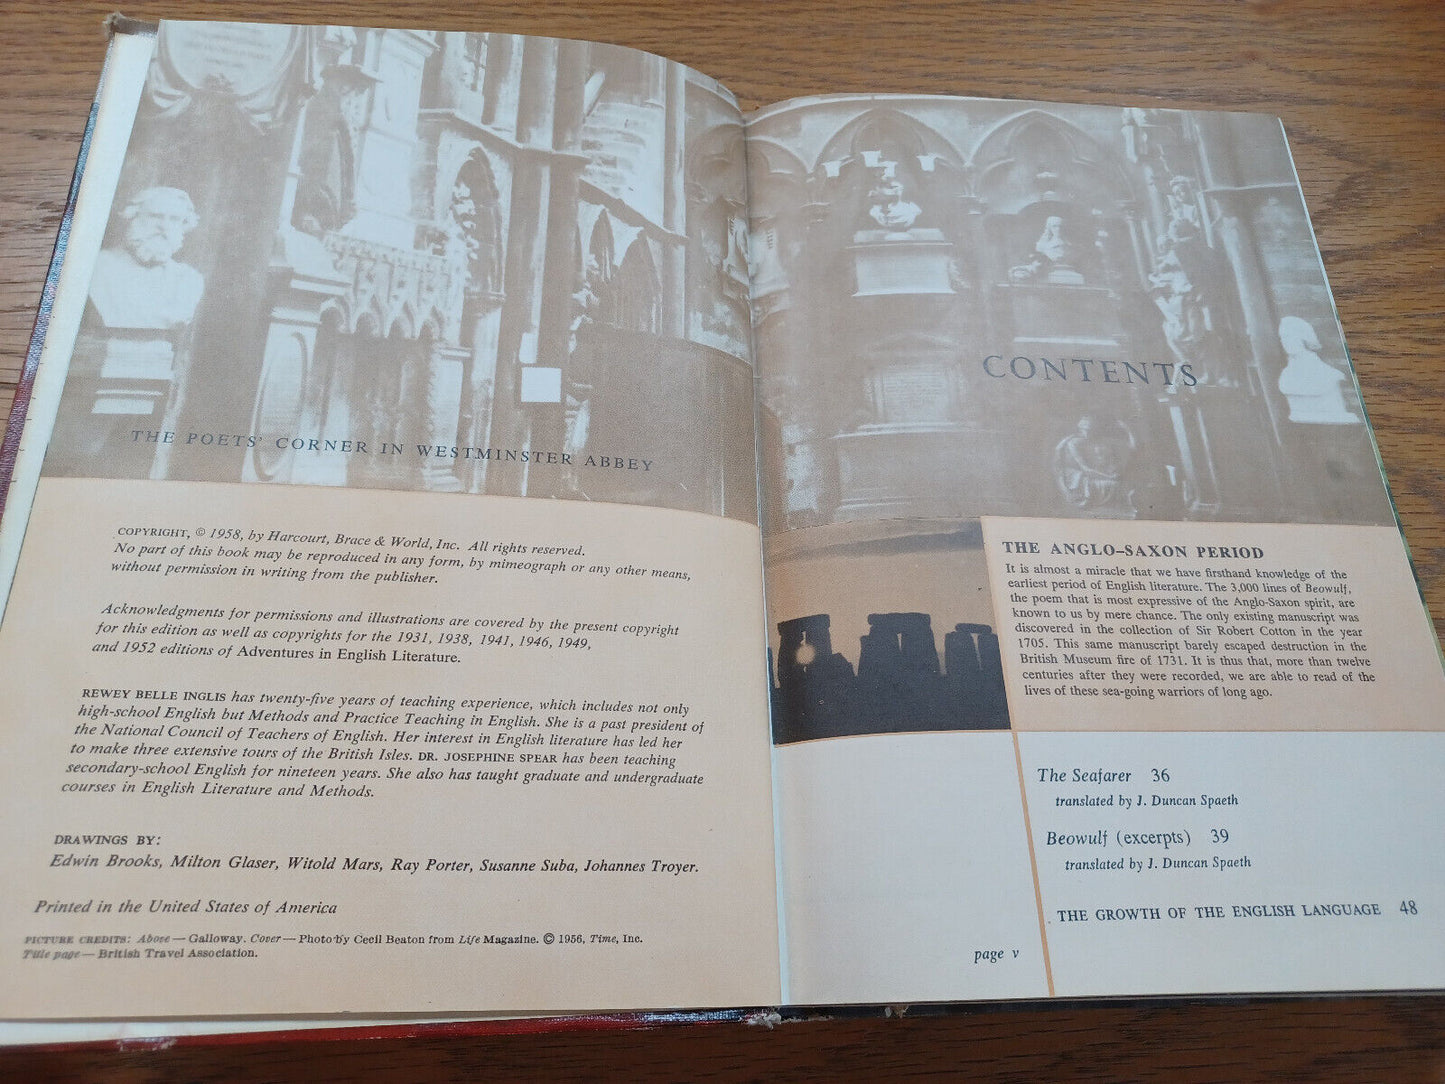 THE POETS' CORNER IN WESTMINSTER ABBEY
COPYRIGHT, © 1958, by Harcourt, Brace & World, Inc. All rights reserved.
No part of this book may be reproduced in any form, by mimeograph or any other means,
without permission in writing from the publisher.
Acknowledgments for permissions and illustrations are covered by the present copyright
for this edition as well as copyrights for the 1931, 1938, 1941, 1946, 1949,
and 1952 editions of Adventures in English Literature.
REWEY BELLE INGLIS has twenty-five years of teaching experience, which includes not only
high-school English but Methods and Practice Teaching in English. She is a past president of
the National Council of Teachers of English. Her interest in English literature has led her
to make three extensive tours of the British Isles. DR. JOSEPHINE SPEAR has been teaching
secondary-school English for nineteen years. She also has taught graduate and undergraduate
courses in English Literature and Methods.
DRAWINGS BY:
Edwin Brooks, Milton Glaser, Witold Mars, Ray Porter, Susanne Suba, Johannes Troyer.
Printed in the United States of America
PICTURE CREDITS: Above — Galloway. Cover — Photo by Cecil Beaton from Life Magazine. © 1956, Time, Inc.
Title page — British Travel Association.
CONTENTS
THE ANGLO-SAXON PERIOD
It is almost a miracle that we have firsthand knowledge of the
earliest period of English literature. The 3,000 lines of Beowulf,
the poem that is most expressive of the Anglo-Saxon spirit, are
known to us by mere chance. The only existing manuscript was
discovered in the collection of Sir Robert Cotton in the year
1705. This same manuscript barely escaped destruction in the
British Museum fire of 1731. It is thus that, more than twelve
centuries after they were recorded, we are able to read of the
lives of these sea-going warriors of long ago.
The Seafarer 36
translated by J. Duncan Spaeth
Beowulf (excerpts) 39
translated by J. Duncan Spaeth
THE GROWTH OF THE ENGLISH LANGUAGE 48
page v